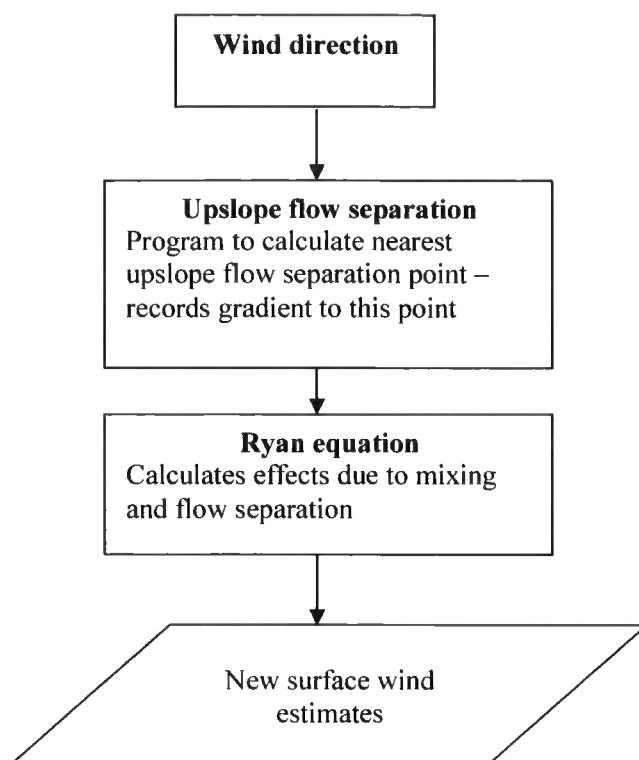 Wind direction
Upslope flow separation
Program to calculate nearest
upslope flow separation point –
records gradient to this point
Ryan equation
Calculates effects due to mixing
and flow separation
New surface wind
estimates